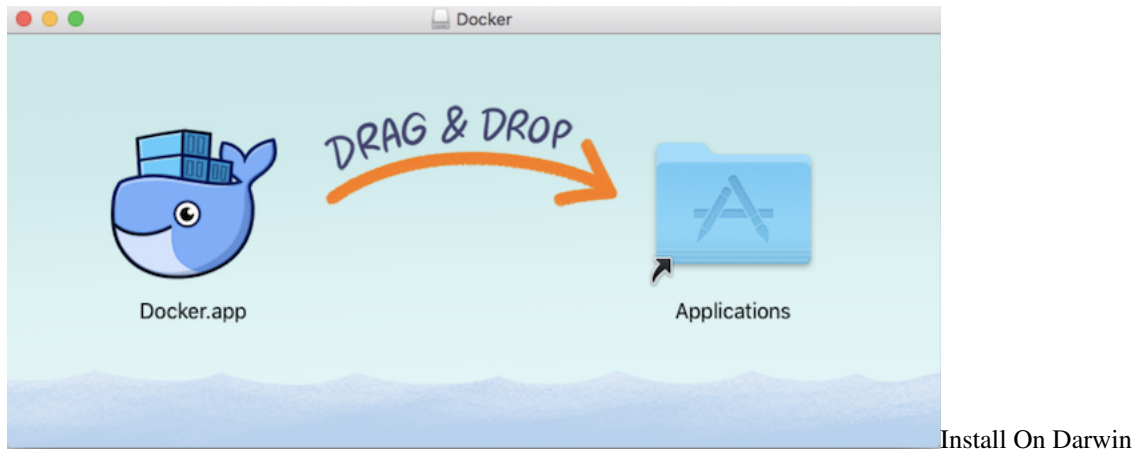 Docker
DRAG & DROP
Docker.app
Applications
Install On Darwin